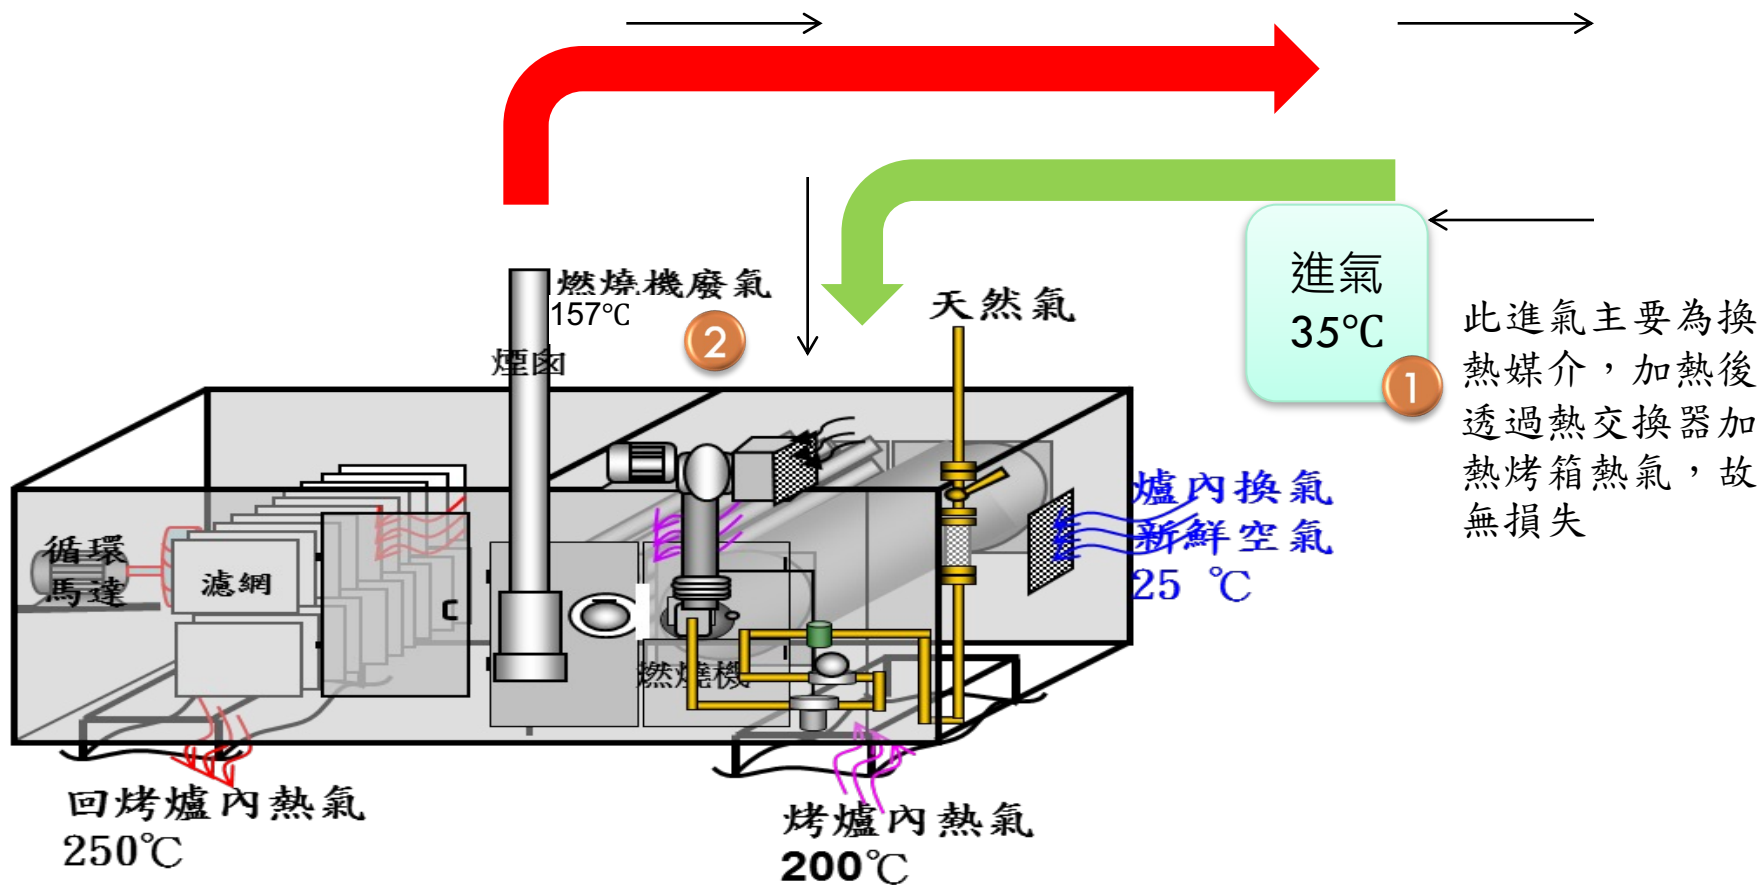 燃燒機廢氣
157℃
2
煙囪
天然氣
進氣
35℃
1
此進氣主要為換
熱媒介，加熱後
透過熱交換器加
熱烤箱熱氣，故
無損失
爐內換氣
新鮮空氣
25 ℃
循環
馬達
濾網
燃燒機
回烤爐內熱氣
250℃
烤爐內熱氣
200℃